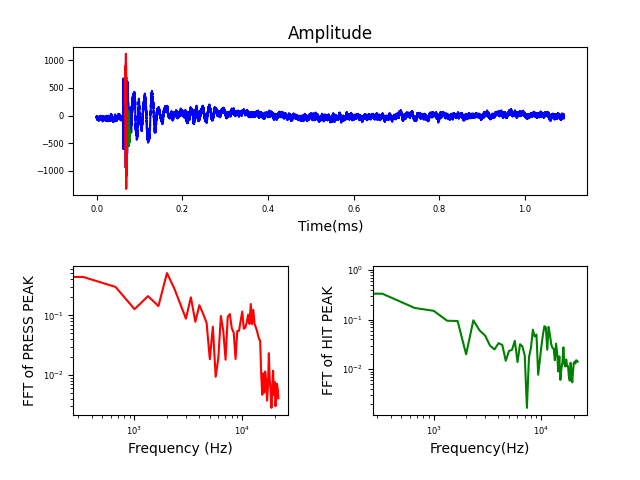 Amplitude
1000
500
0
−500
−1000
0.0 0.2 0.4 0.6 0.8 1.0
Time(ms)
FFT of PRESS PEAK
10⁻¹
10⁻²
10³ 10⁴
Frequency (Hz)
FFT of HIT PEAK
10⁰
10⁻¹
10⁻²
10³ 10⁴
Frequency(Hz)